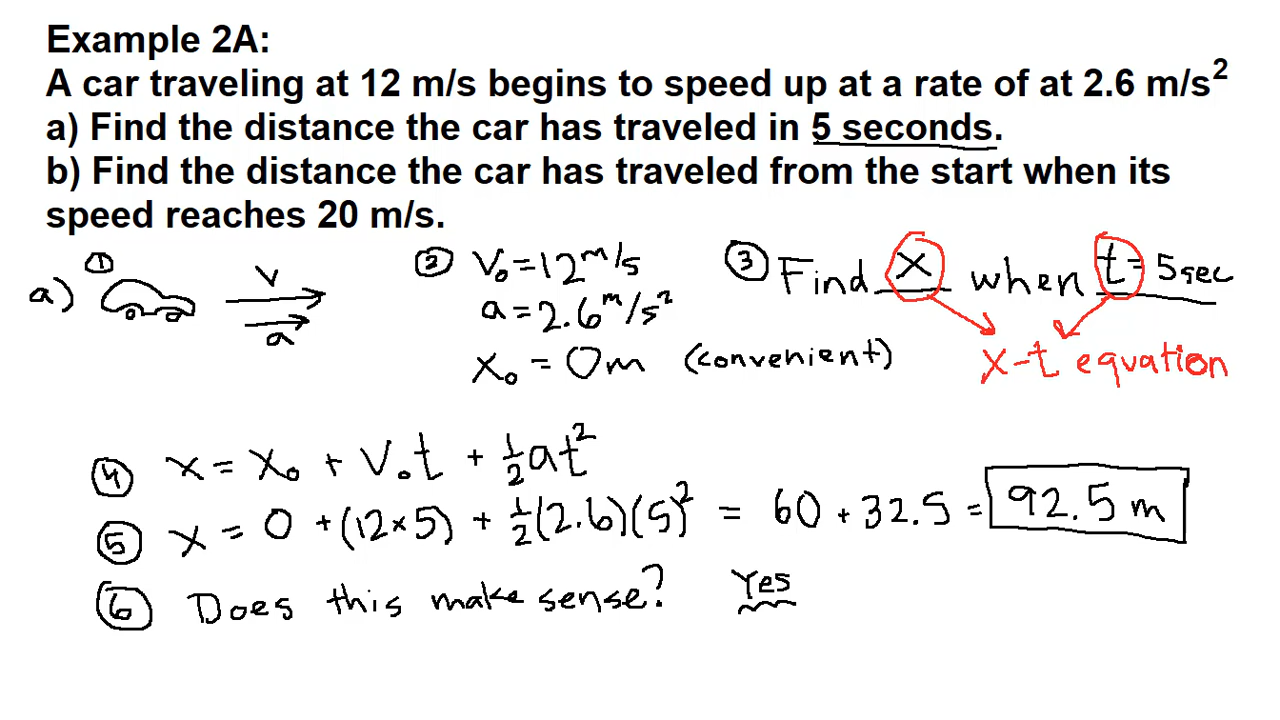 Example 2A:
A car traveling at 12 m/s begins to speed up at a rate of at 2.6 m/s²
a) Find the distance the car has traveled in 5 seconds.
b) Find the distance the car has traveled from the start when its
speed reaches 20 m/s.
a) ① V
a
② V₀ = 12 m/s
a = 2.6 m/s²
x₀ = 0m (convenient)
③ Find x when t = 5 sec
x-t equation
④ x = x₀ + V₀t + ½at²
⑤ x = 0 + (12×5) + ½(2.6)(5)² = 60 + 32.5 = 92.5 m
⑥ Does this make sense? Yes